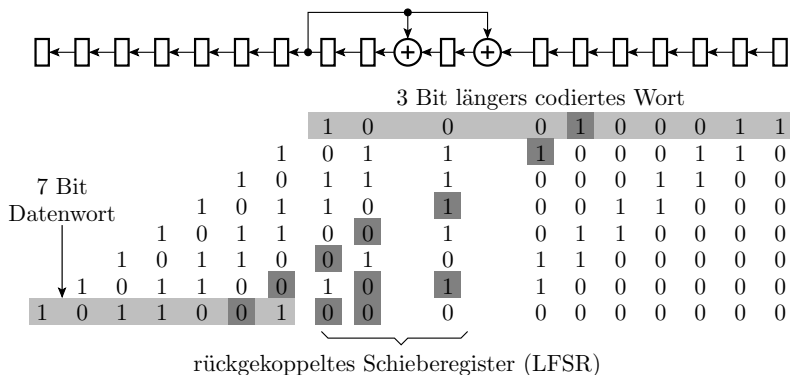 + +
3 Bit längers codiertes Wort
1 0 0 0 1 0 0 0 1 1
1 0 1 1 1 0 0 0 1 1 0
1 0 1 1 1 0 0 0 1 1 0 0
7 Bit
Datenwort
1 0 1 1 0 1 0 0 1 1 0 0 0
1 0 1 1 0 0 1 0 1 1 0 0 0 0
1 0 1 1 0 0 1 0 1 1 0 0 0 0 0
1 0 1 1 0 0 1 0 1 1 0 0 0 0 0 0
1 0 1 1 0 0 1 0 0 0 0 0 0 0 0 0 0
rückgekoppeltes Schieberegister (LFSR)